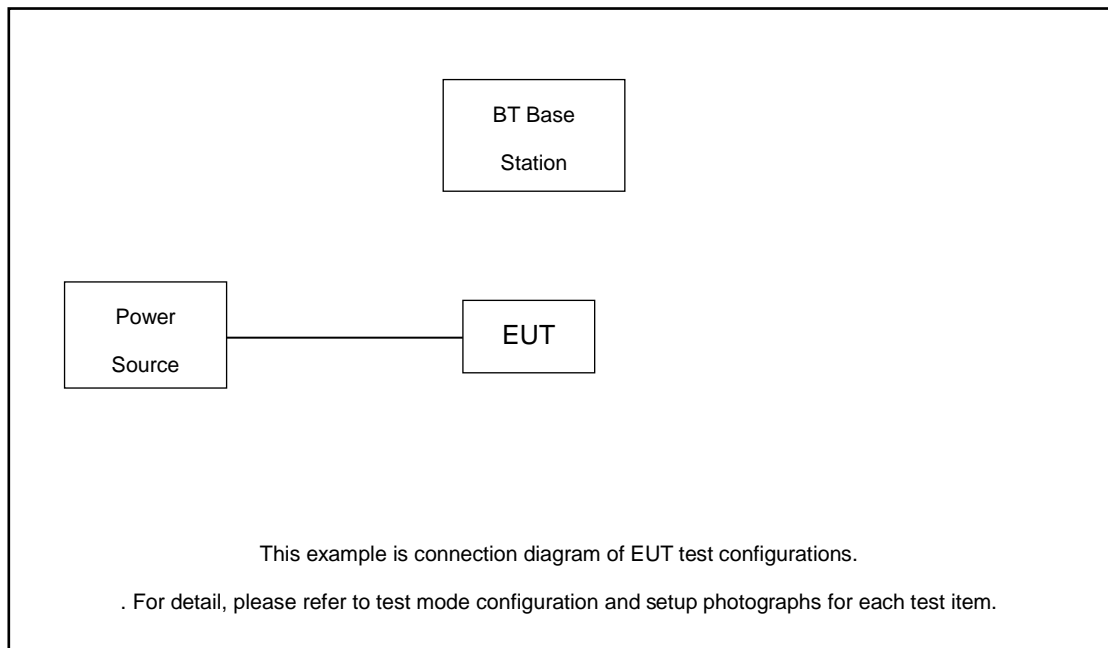 BT Base
Station
Power
Source
EUT
This example is connection diagram of EUT test configurations.
. For detail, please refer to test mode configuration and setup photographs for each test item.